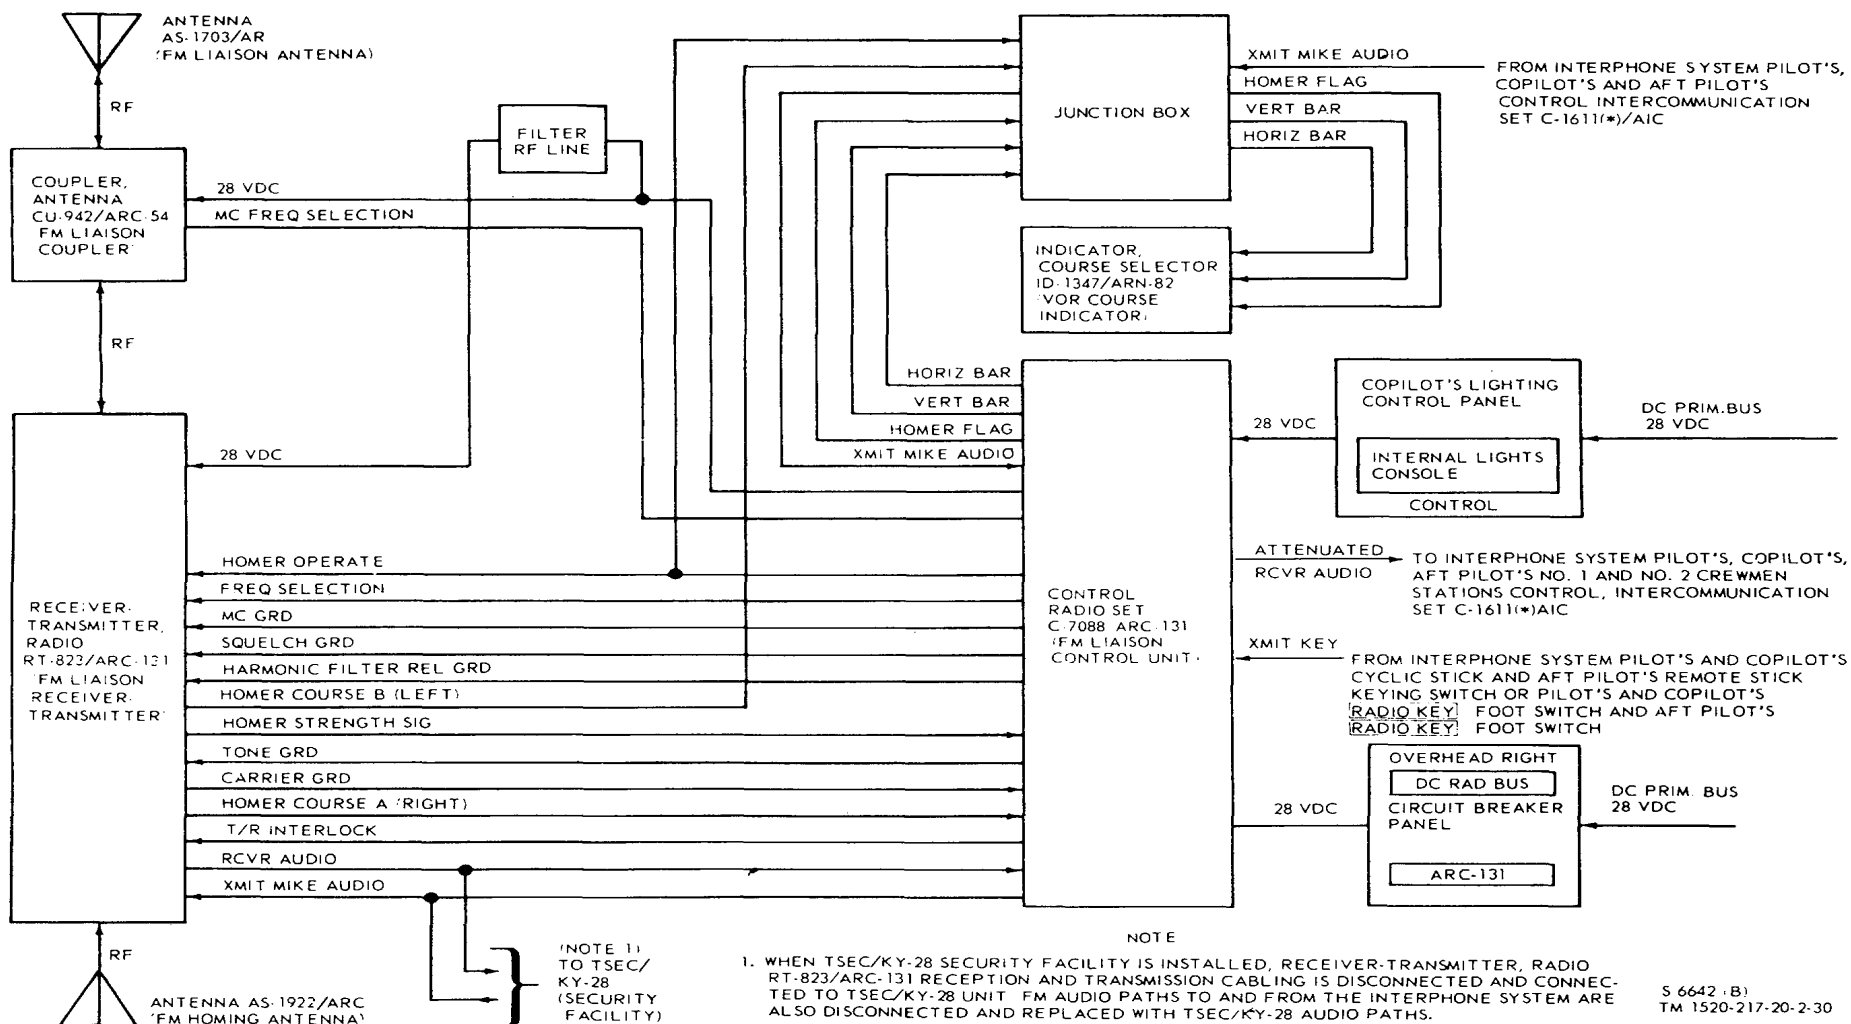 ANTENNA
AS-1703/AR
(FM LIAISON ANTENNA)
RF
COUPLER,
ANTENNA
CU-942/ARC-54
FM LIAISON
COUPLER
28 VDC
MC FREQ SELECTION
FILTER
RF LINE
RF
JUNCTION BOX
XMIT MIKE AUDIO
HOMER FLAG
VERT BAR
HORIZ BAR
FROM INTERPHONE SYSTEM PILOT'S,
COPILOT'S AND AFT PILOT'S
CONTROL INTERCOMMUNICATION
SET C-1611(*)/AIC
INDICATOR,
COURSE SELECTOR
ID-1347/ARN-82
(VOR COURSE
INDICATOR)
HORIZ BAR
VERT BAR
HOMER FLAG
XMIT MIKE AUDIO
28 VDC
28 VDC
COPILOT'S LIGHTING
CONTROL PANEL
INTERNAL LIGHTS
CONSOLE
CONTROL
DC PRIM.BUS
28 VDC
RECEIVER-
TRANSMITTER,
RADIO
RT-823/ARC-131
(FM LIAISON
RECEIVER-
TRANSMITTER)
HOMER OPERATE
FREQ SELECTION
MC GRD
SQUELCH GRD
HARMONIC FILTER REL GRD
HOMER COURSE B (LEFT)
HOMER STRENGTH SIG
TONE GRD
CARRIER GRD
HOMER COURSE A (RIGHT)
T/R INTERLOCK
RCVR AUDIO
XMIT MIKE AUDIO
CONTROL
RADIO SET
C-7088 ARC-131
(FM LIAISON
CONTROL UNIT)
ATTENUATED
RCVR AUDIO
TO INTERPHONE SYSTEM PILOT'S, COPILOT'S,
AFT PILOT'S NO. 1 AND NO. 2 CREWMEN
STATIONS CONTROL, INTERCOMMUNICATION
SET C-1611(*)AIC
XMIT KEY
FROM INTERPHONE SYSTEM PILOT'S AND COPILOT'S
CYCLIC STICK AND AFT PILOT'S REMOTE STICK
KEYING SWITCH OR PILOT'S AND COPILOT'S
RADIO KEY FOOT SWITCH AND AFT PILOT'S
RADIO KEY FOOT SWITCH
28 VDC
OVERHEAD RIGHT
DC RAD BUS
CIRCUIT BREAKER
PANEL
ARC-131
DC PRIM. BUS
28 VDC
RF
ANTENNA AS-1922/ARC
(FM HOMING ANTENNA)
(NOTE 1)
TO TSEC/
KY-28
(SECURITY
FACILITY)
NOTE
1. WHEN TSEC/KY-28 SECURITY FACILITY IS INSTALLED, RECEIVER-TRANSMITTER, RADIO
RT-823/ARC-131 RECEPTION AND TRANSMISSION CABLING IS DISCONNECTED AND CONNEC-
TED TO TSEC/KY-28 UNIT FM AUDIO PATHS TO AND FROM THE INTERPHONE SYSTEM ARE
ALSO DISCONNECTED AND REPLACED WITH TSEC/KY-28 AUDIO PATHS.
S 6642 (B)
TM 1520-217-20-2-30